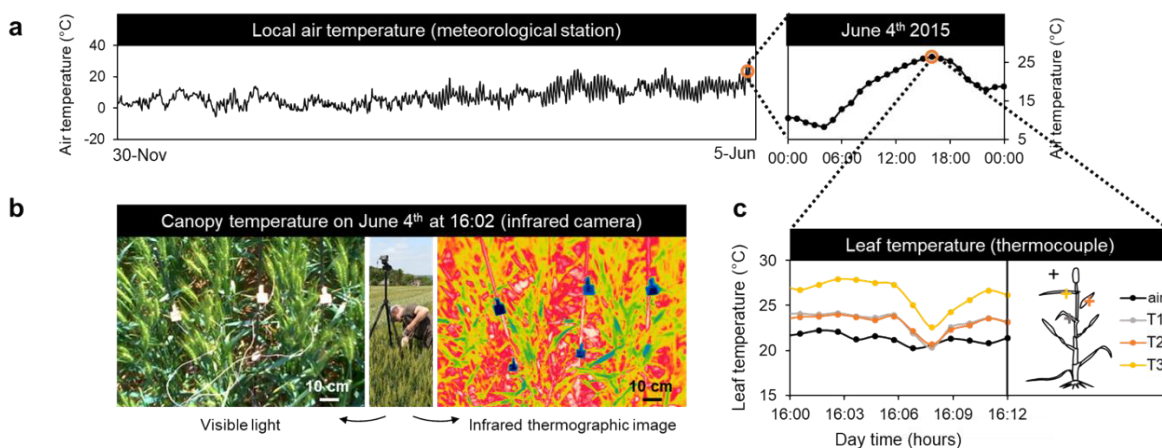 a
Local air temperature (meteorological station)
Air temperature (°C)
40
20
0
-20
30-Nov
5-Jun
June 4th 2015
25
15
5
Air temperature (°C)
00:00
06:00
12:00
18:00
00:00
b
Canopy temperature on June 4th at 16:02 (infrared camera)
10 cm
10 cm
Visible light
Infrared thermographic image
c
Leaf temperature (thermocouple)
Leaf temperature (°C)
30
25
20
15
16:00
16:03
16:06
16:09
16:12
Day time (hours)
air
T1
T2
T3